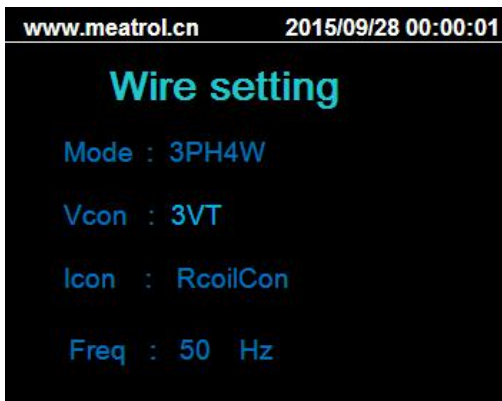 www.meatrol.cn 2015/09/28 00:00:01
Wire setting
Mode : 3PH4W
Vcon : 3VT
Icon : RcoilCon
Freq : 50 Hz